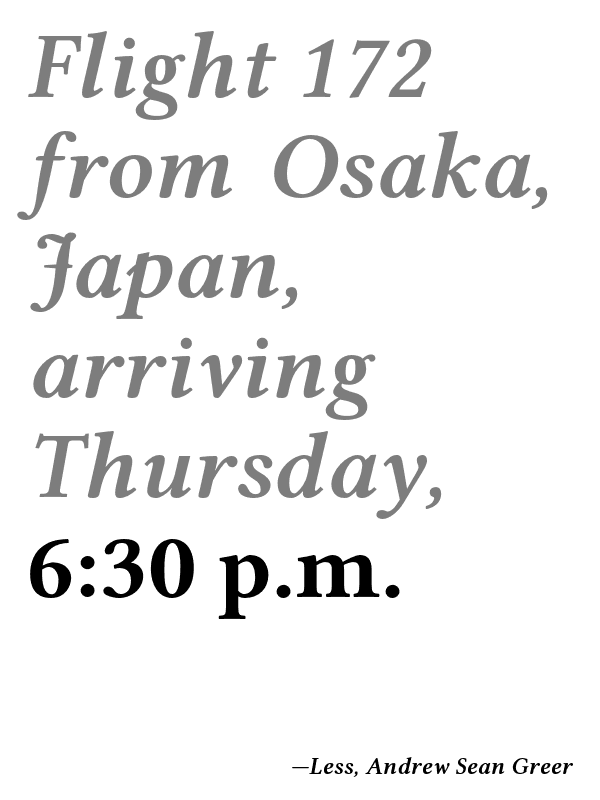 Flight 172
from Osaka,
Japan,
arriving
Thursday,
6:30 p.m.
—Less, Andrew Sean Greer